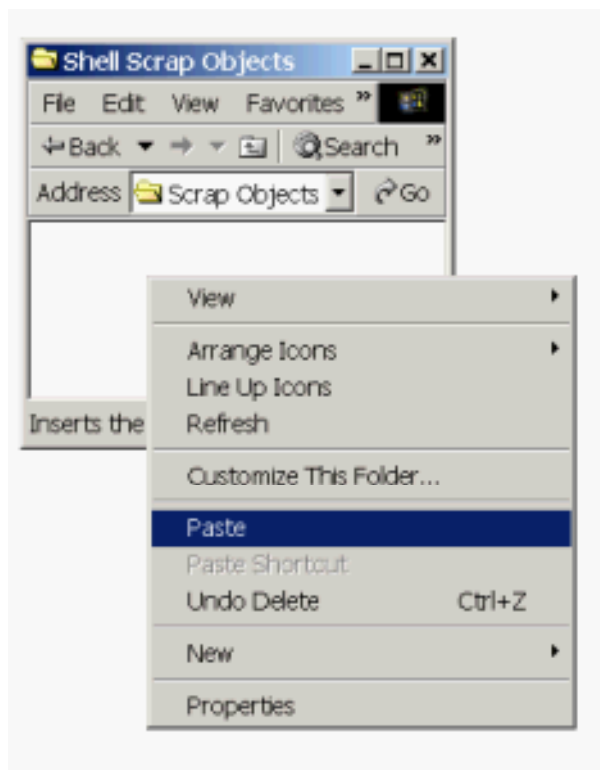 Shell Scrap Objects
File Edit View Favorites »
Back Search »
Address Scrap Objects Go
View
Arrange Icons
Line Up Icons
Refresh
Inserts the
Customize This Folder...
Paste
Paste Shortcut
Undo Delete Ctrl+Z
New
Properties